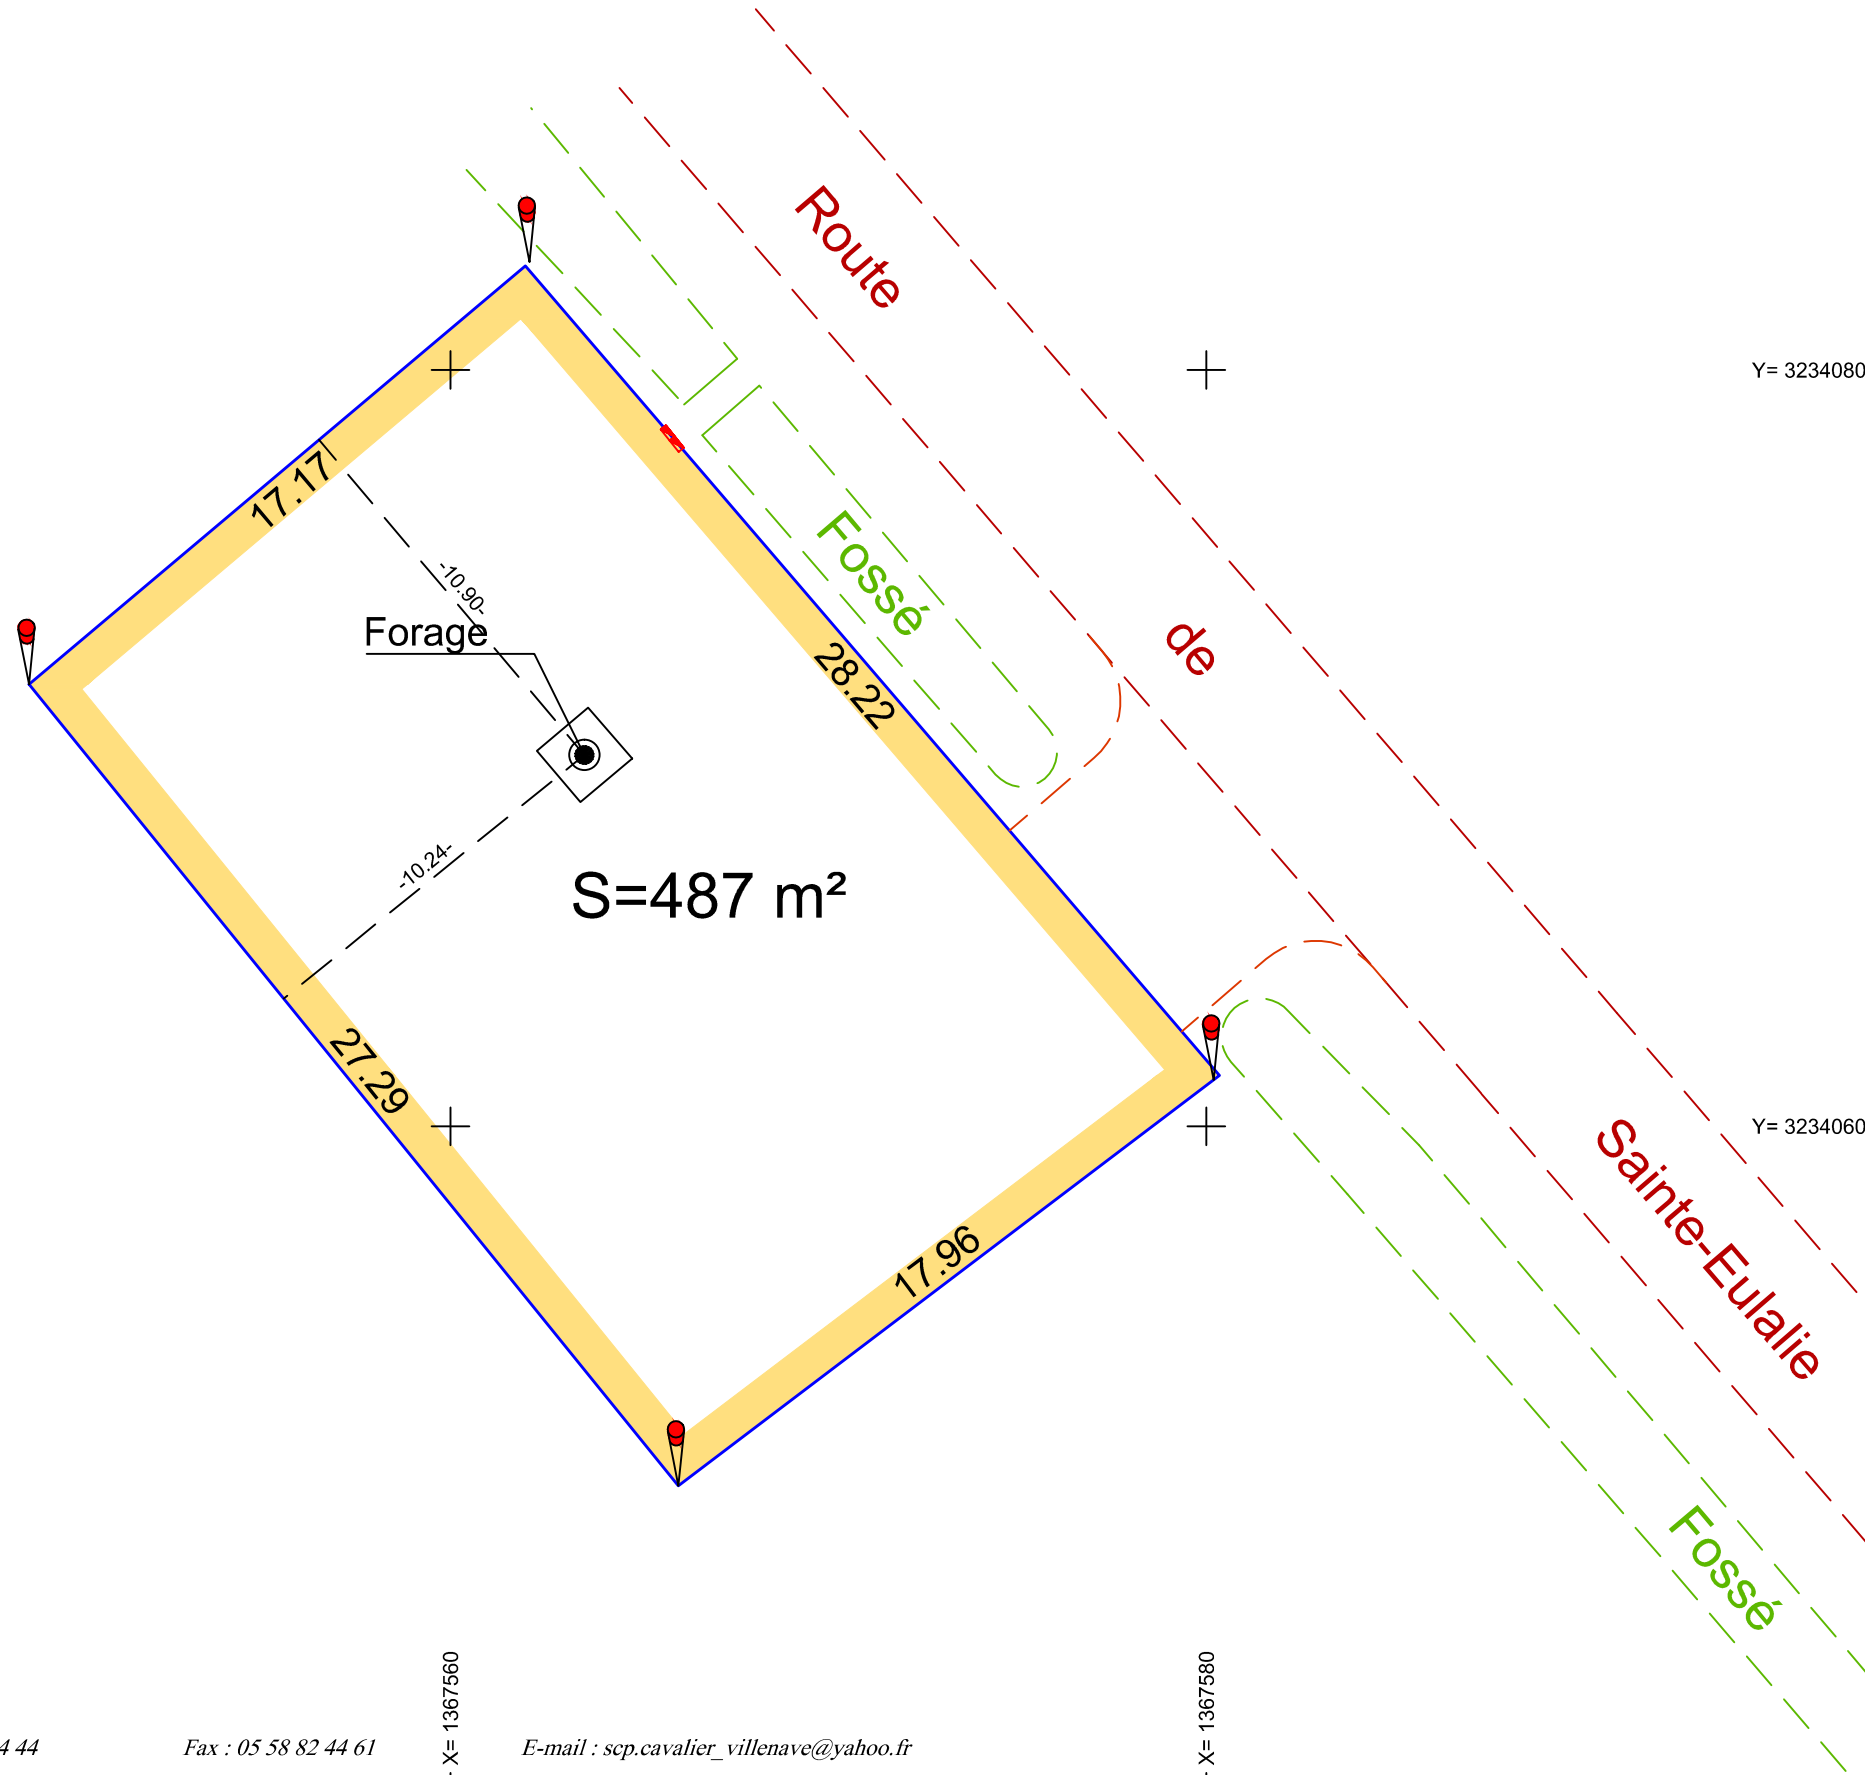 Route
de
Sainte-Eulalie
Y= 3234080
17.17
Fossé
-10.90-
Forage
28.22
-10.24-
S=487 m²
27.29
Y= 3234060
17.96
Fossé
- X= 1367560
- X= 1367580
4 44
Fax : 05 58 82 44 61
E-mail : scp.cavalier_villenave@yahoo.fr